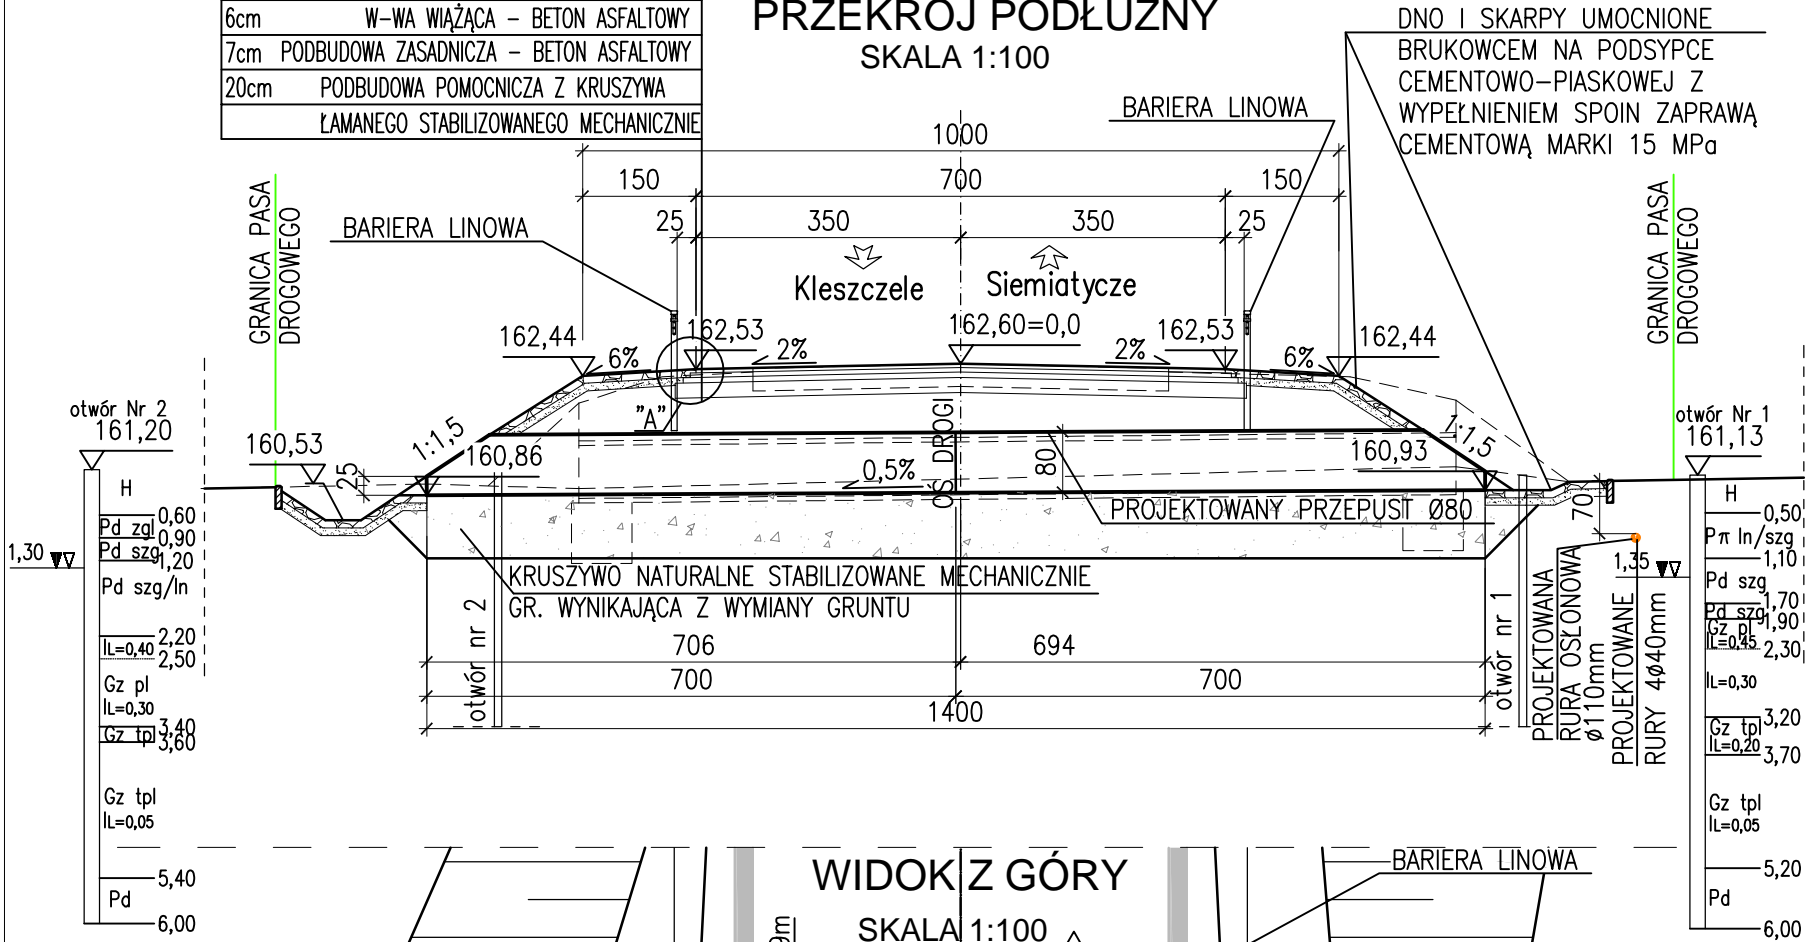 6cm W-WA WIĄŻĄCA - BETON ASFALTOWY
7cm PODBUDOWA ZASADNICZA - BETON ASFALTOWY
20cm PODBUDOWA POMOCNICZA Z KRUSZYWA
ŁAMANEGO STABILIZOWANEGO MECHANICZNIE
PRZEKRÓJ PODŁUŻNY
SKALA 1:100
DNO I SKARPY UMOCNIONE
BRUKOWCEM NA PODSYPCE
CEMENTOWO-PIASKOWEJ Z
WYPEŁNIENIEM SPOIN ZAPRAWĄ
CEMENTOWĄ MARKI 15 MPa
BARIERA LINOWA
1000
150 700 150
25 350 350 25
BARIERA LINOWA
GRANICA PASA
DROGOWEGO
GRANICA PASA
DROGOWEGO
Kleszczele
Siemiatycze
162,44
162,53
162,60=0,0
162,53
162,44
6%
2%
2%
6%
"A"
OŚ DROGI
1:1,5
1:1,5
160,53
25
160,86
0,5%
80
160,93
70
PROJEKTOWANY PRZEPUST Ø80
KRUSZYWO NATURALNE STABILIZOWANE MECHANICZNIE
GR. WYNIKAJĄCA Z WYMIANY GRUNTU
706 694
700 700
1400
otwór nr 2
otwór nr 1
PROJEKTOWANA
RURA OSŁONOWA
ø110mm
PROJEKTOWANE
RURY 4ø40mm
otwór Nr 2
161,20
H
0,60
Pd zgl
0,90
Pd szg
1,20
1,30
Pd szg/ln
2,20
IL=0,40
2,50
Gz pl
IL=0,30
3,40
Gz tpl
3,60
Gz tpl
IL=0,05
5,40
Pd
6,00
otwór Nr 1
161,13
H
0,50
Pπ ln/szg
1,10
1,35
Pd szg
1,70
Pd szg
1,90
Gz pl
IL=0,45
2,30
IL=0,30
3,20
Gz tpl
IL=0,20
3,70
Gz tpl
IL=0,05
5,20
Pd
6,00
WIDOK Z GÓRY
SKALA 1:100
BARIERA LINOWA